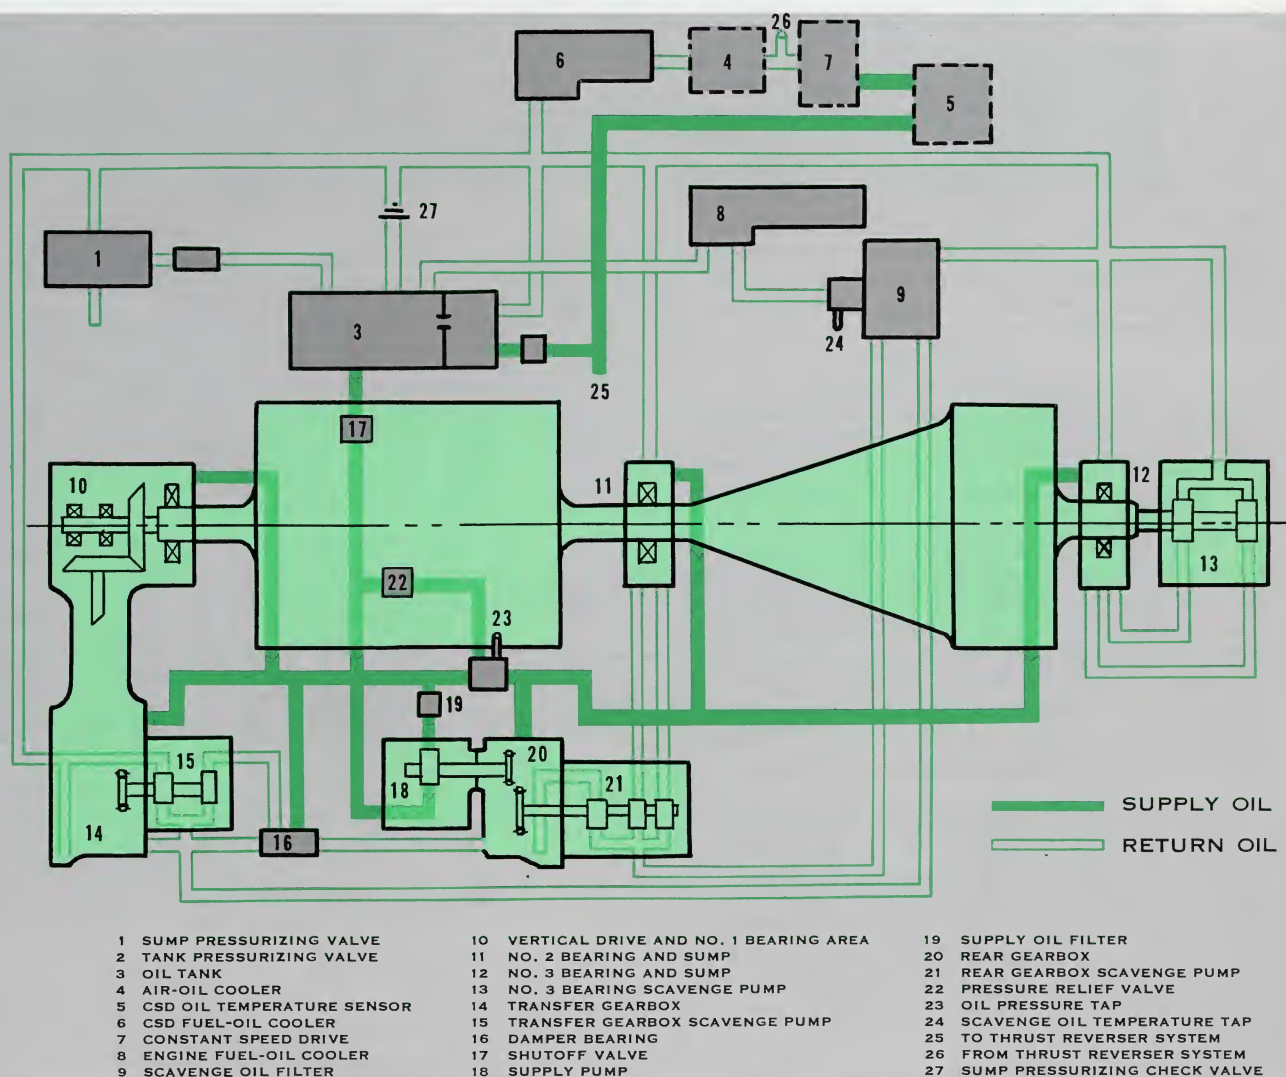 26
6
4
7
5
27
8
1
9
3
24
25
17
10
11
12
22
13
23
19
20
15
18
21
14
16
SUPPLY OIL
RETURN OIL
1 SUMP PRESSURIZING VALVE
2 TANK PRESSURIZING VALVE
3 OIL TANK
4 AIR-OIL COOLER
5 CSD OIL TEMPERATURE SENSOR
6 CSD FUEL-OIL COOLER
7 CONSTANT SPEED DRIVE
8 ENGINE FUEL-OIL COOLER
9 SCAVENGE OIL FILTER
10 VERTICAL DRIVE AND NO. 1 BEARING AREA
11 NO. 2 BEARING AND SUMP
12 NO. 3 BEARING AND SUMP
13 NO. 3 BEARING SCAVENGE PUMP
14 TRANSFER GEARBOX
15 TRANSFER GEARBOX SCAVENGE PUMP
16 DAMPER BEARING
17 SHUTOFF VALVE
18 SUPPLY PUMP
19 SUPPLY OIL FILTER
20 REAR GEARBOX
21 REAR GEARBOX SCAVENGE PUMP
22 PRESSURE RELIEF VALVE
23 OIL PRESSURE TAP
24 SCAVENGE OIL TEMPERATURE TAP
25 TO THRUST REVERSER SYSTEM
26 FROM THRUST REVERSER SYSTEM
27 SUMP PRESSURIZING CHECK VALVE